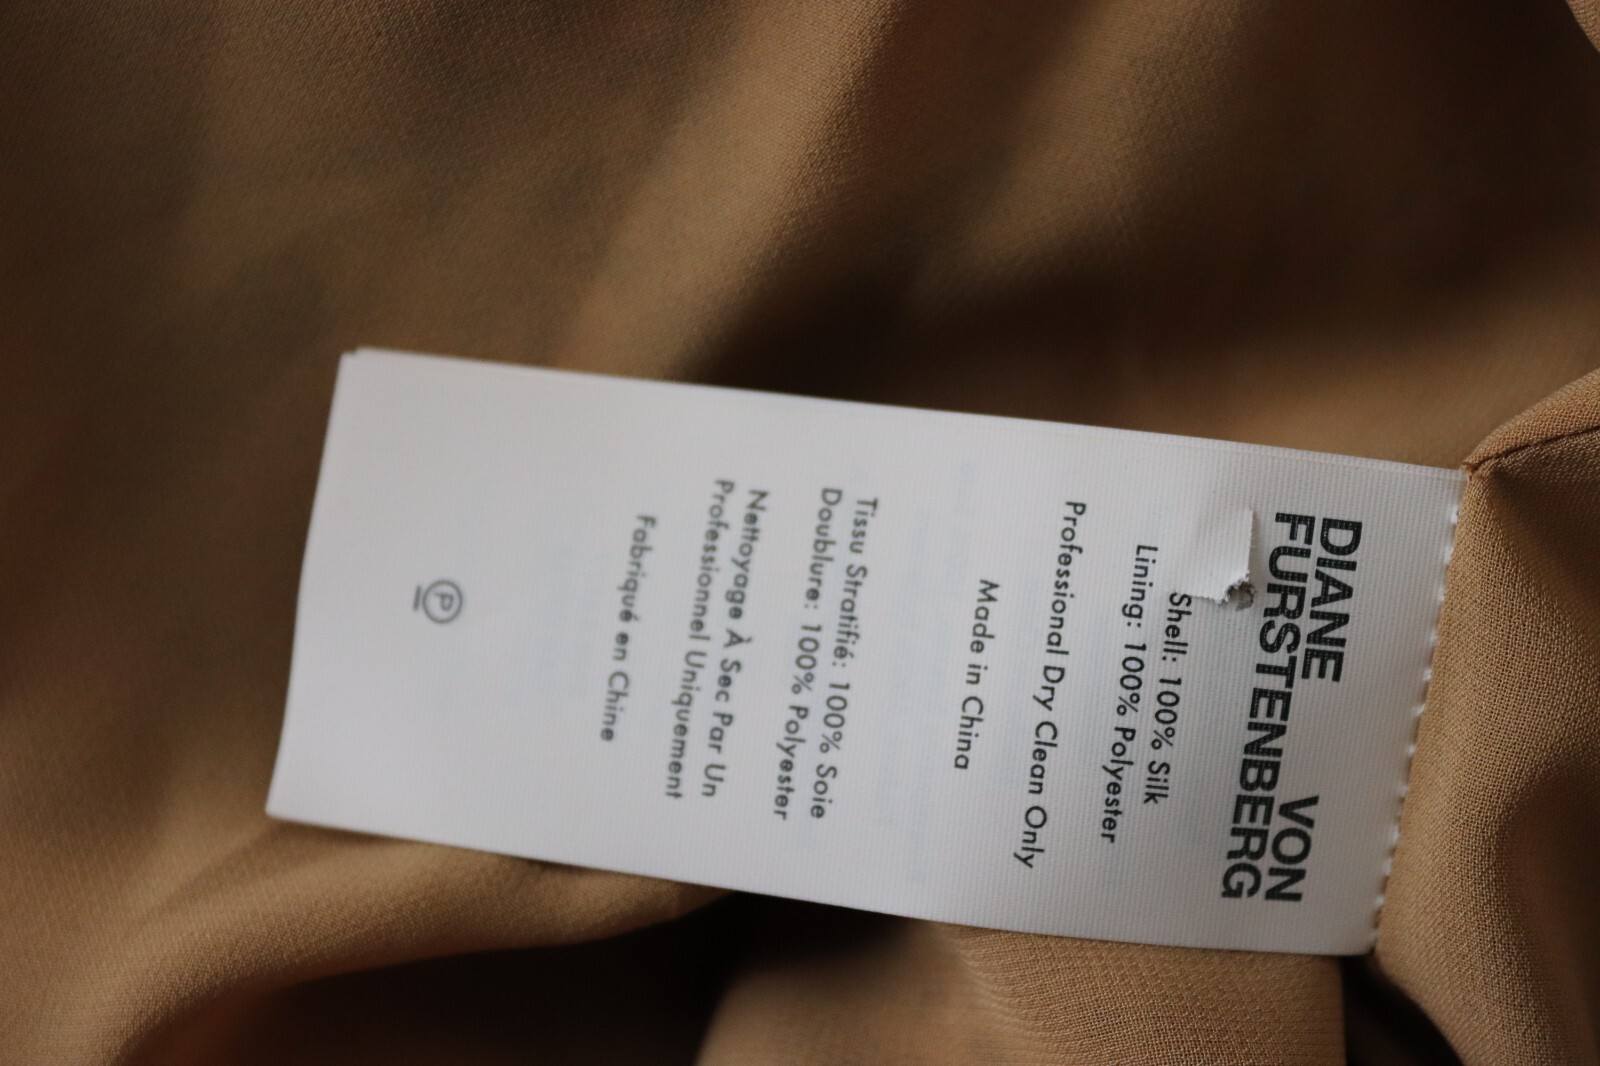 DIANE VON
FURSTENBERG
Shell: 100% Silk
Lining: 100% Polyester
Professional Dry Clean Only
Made in China
Tissu Stratifié: 100% Soie
Doublure: 100% Polyester
Nettoyage À Sec Par Un
Professionnel Uniquement
Fabriqué en Chine
P